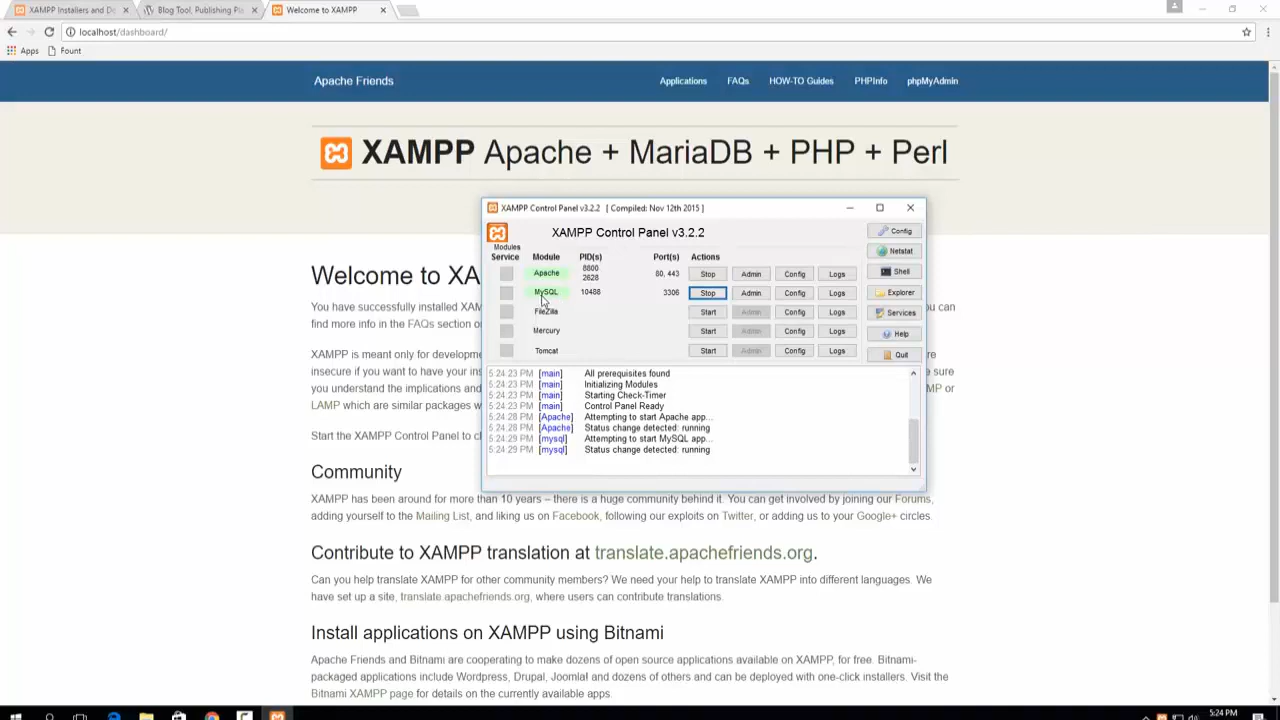 XAMPP Installers and Do
Blog Tool, Publishing Pla
Welcome to XAMPP
localhost/dashboard/
Apps
Fount
Apache Friends
Applications
FAQs
HOW-TO Guides
PHPInfo
phpMyAdmin
XAMPP Apache + MariaDB + PHP + Perl
XAMPP Control Panel v3.2.2 [ Compiled: Nov 12th 2015 ]
XAMPP Control Panel v3.2.2
Modules
Service Module PID(s) Port(s) Actions
Apache 8800 2628 80, 443 Stop Admin Config Logs
MySQL 10488 3306 Stop Admin Config Logs
FileZilla Start Admin Config Logs
Mercury Start Admin Config Logs
Tomcat Start Admin Config Logs
Config
Netstat
Shell
Explorer
Services
Help
Quit
5:24:23 PM [main] All prerequisites found
5:24:23 PM [main] Initializing Modules
5:24:23 PM [main] Starting Check-Timer
5:24:23 PM [main] Control Panel Ready
5:24:28 PM [Apache] Attempting to start Apache app...
5:24:28 PM [Apache] Status change detected: running
5:24:29 PM [mysql] Attempting to start MySQL app...
5:24:29 PM [mysql] Status change detected: running
Welcome to XA
You have successfully installed XAM
you can
find more info in the FAQs section o
XAMPP is meant only for developme
insecure if you want to have your ins
sure
you understand the implications and
MP or
LAMP which are similar packages w
Start the XAMPP Control Panel to c
Community
XAMPP has been around for more than 10 years – there is a huge community behind it. You can get involved by joining our Forums,
adding yourself to the Mailing List, and liking us on Facebook, following our exploits on Twitter, or adding us to your Google+ circles.
Contribute to XAMPP translation at translate.apachefriends.org.
Can you help translate XAMPP for other community members? We need your help to translate XAMPP into different languages. We
have set up a site, translate.apachefriends.org, where users can contribute translations.
Install applications on XAMPP using Bitnami
Apache Friends and Bitnami are cooperating to make dozens of open source applications available on XAMPP, for free. Bitnami-
packaged applications include Wordpress, Drupal, Joomla! and dozens of others and can be deployed with one-click installers. Visit the
Bitnami XAMPP page for details on the currently available apps.
5:24 PM